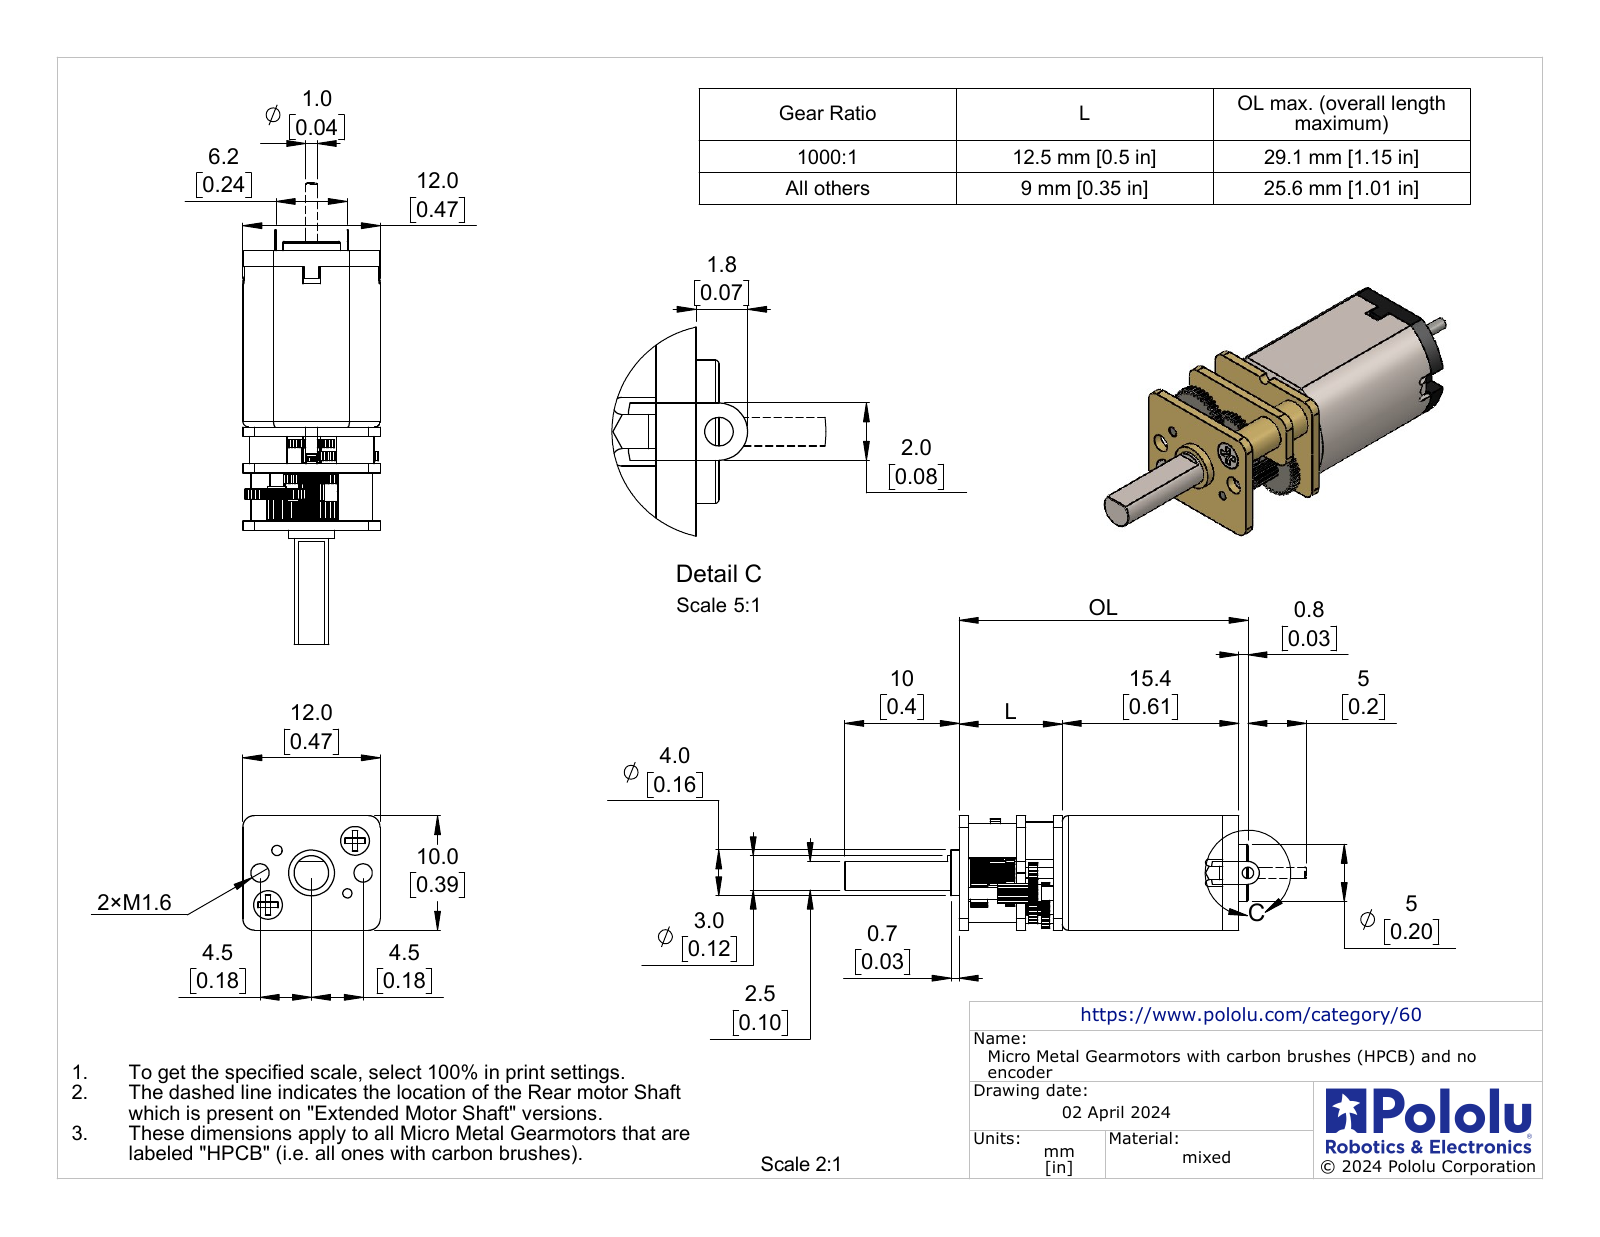 1.0
⌀ [0.04]
6.2
[0.24]
12.0
[0.47]
Gear Ratio L OL max. (overall length
maximum)
1000:1 12.5 mm [0.5 in] 29.1 mm [1.15 in]
All others 9 mm [0.35 in] 25.6 mm [1.01 in]
1.8
[0.07]
2.0
[0.08]
Detail C
Scale 5:1
OL
0.8
[0.03]
10
[0.4]
L
15.4
[0.61]
5
[0.2]
12.0
[0.47]
10.0
[0.39]
2×M1.6
4.5
[0.18]
4.5
[0.18]
4.0
⌀ [0.16]
3.0
⌀ [0.12]
2.5
[0.10]
0.7
[0.03]
C
5
⌀ [0.20]
1. To get the specified scale, select 100% in print settings.
2. The dashed line indicates the location of the Rear motor Shaft
which is present on "Extended Motor Shaft" versions.
3. These dimensions apply to all Micro Metal Gearmotors that are
labeled "HPCB" (i.e. all ones with carbon brushes).
Scale 2:1
https://www.pololu.com/category/60
Name:
Micro Metal Gearmotors with carbon brushes (HPCB) and no
encoder
Drawing date:
02 April 2024
Units:
mm
[in]
Material:
mixed
Pololu
Robotics & Electronics®
© 2024 Pololu Corporation